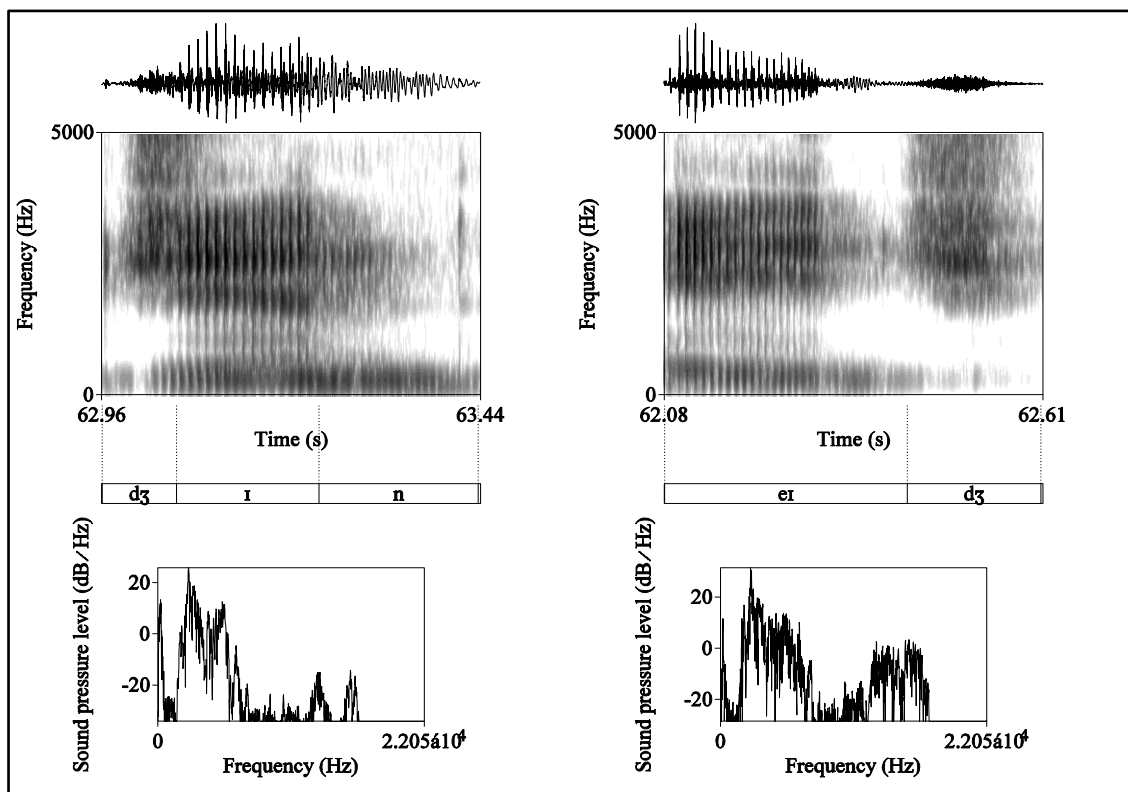 5000
Frequency (Hz)
0
62.96
63.44
Time (s)
dʒ ɪ n
Sound pressure level (dB/Hz)
20
0
-20
0
2.205á10⁴
Frequency (Hz)
5000
Frequency (Hz)
0
62.08
62.61
Time (s)
eɪ dʒ
Sound pressure level (dB/Hz)
20
0
-20
0
2.205á10⁴
Frequency (Hz)